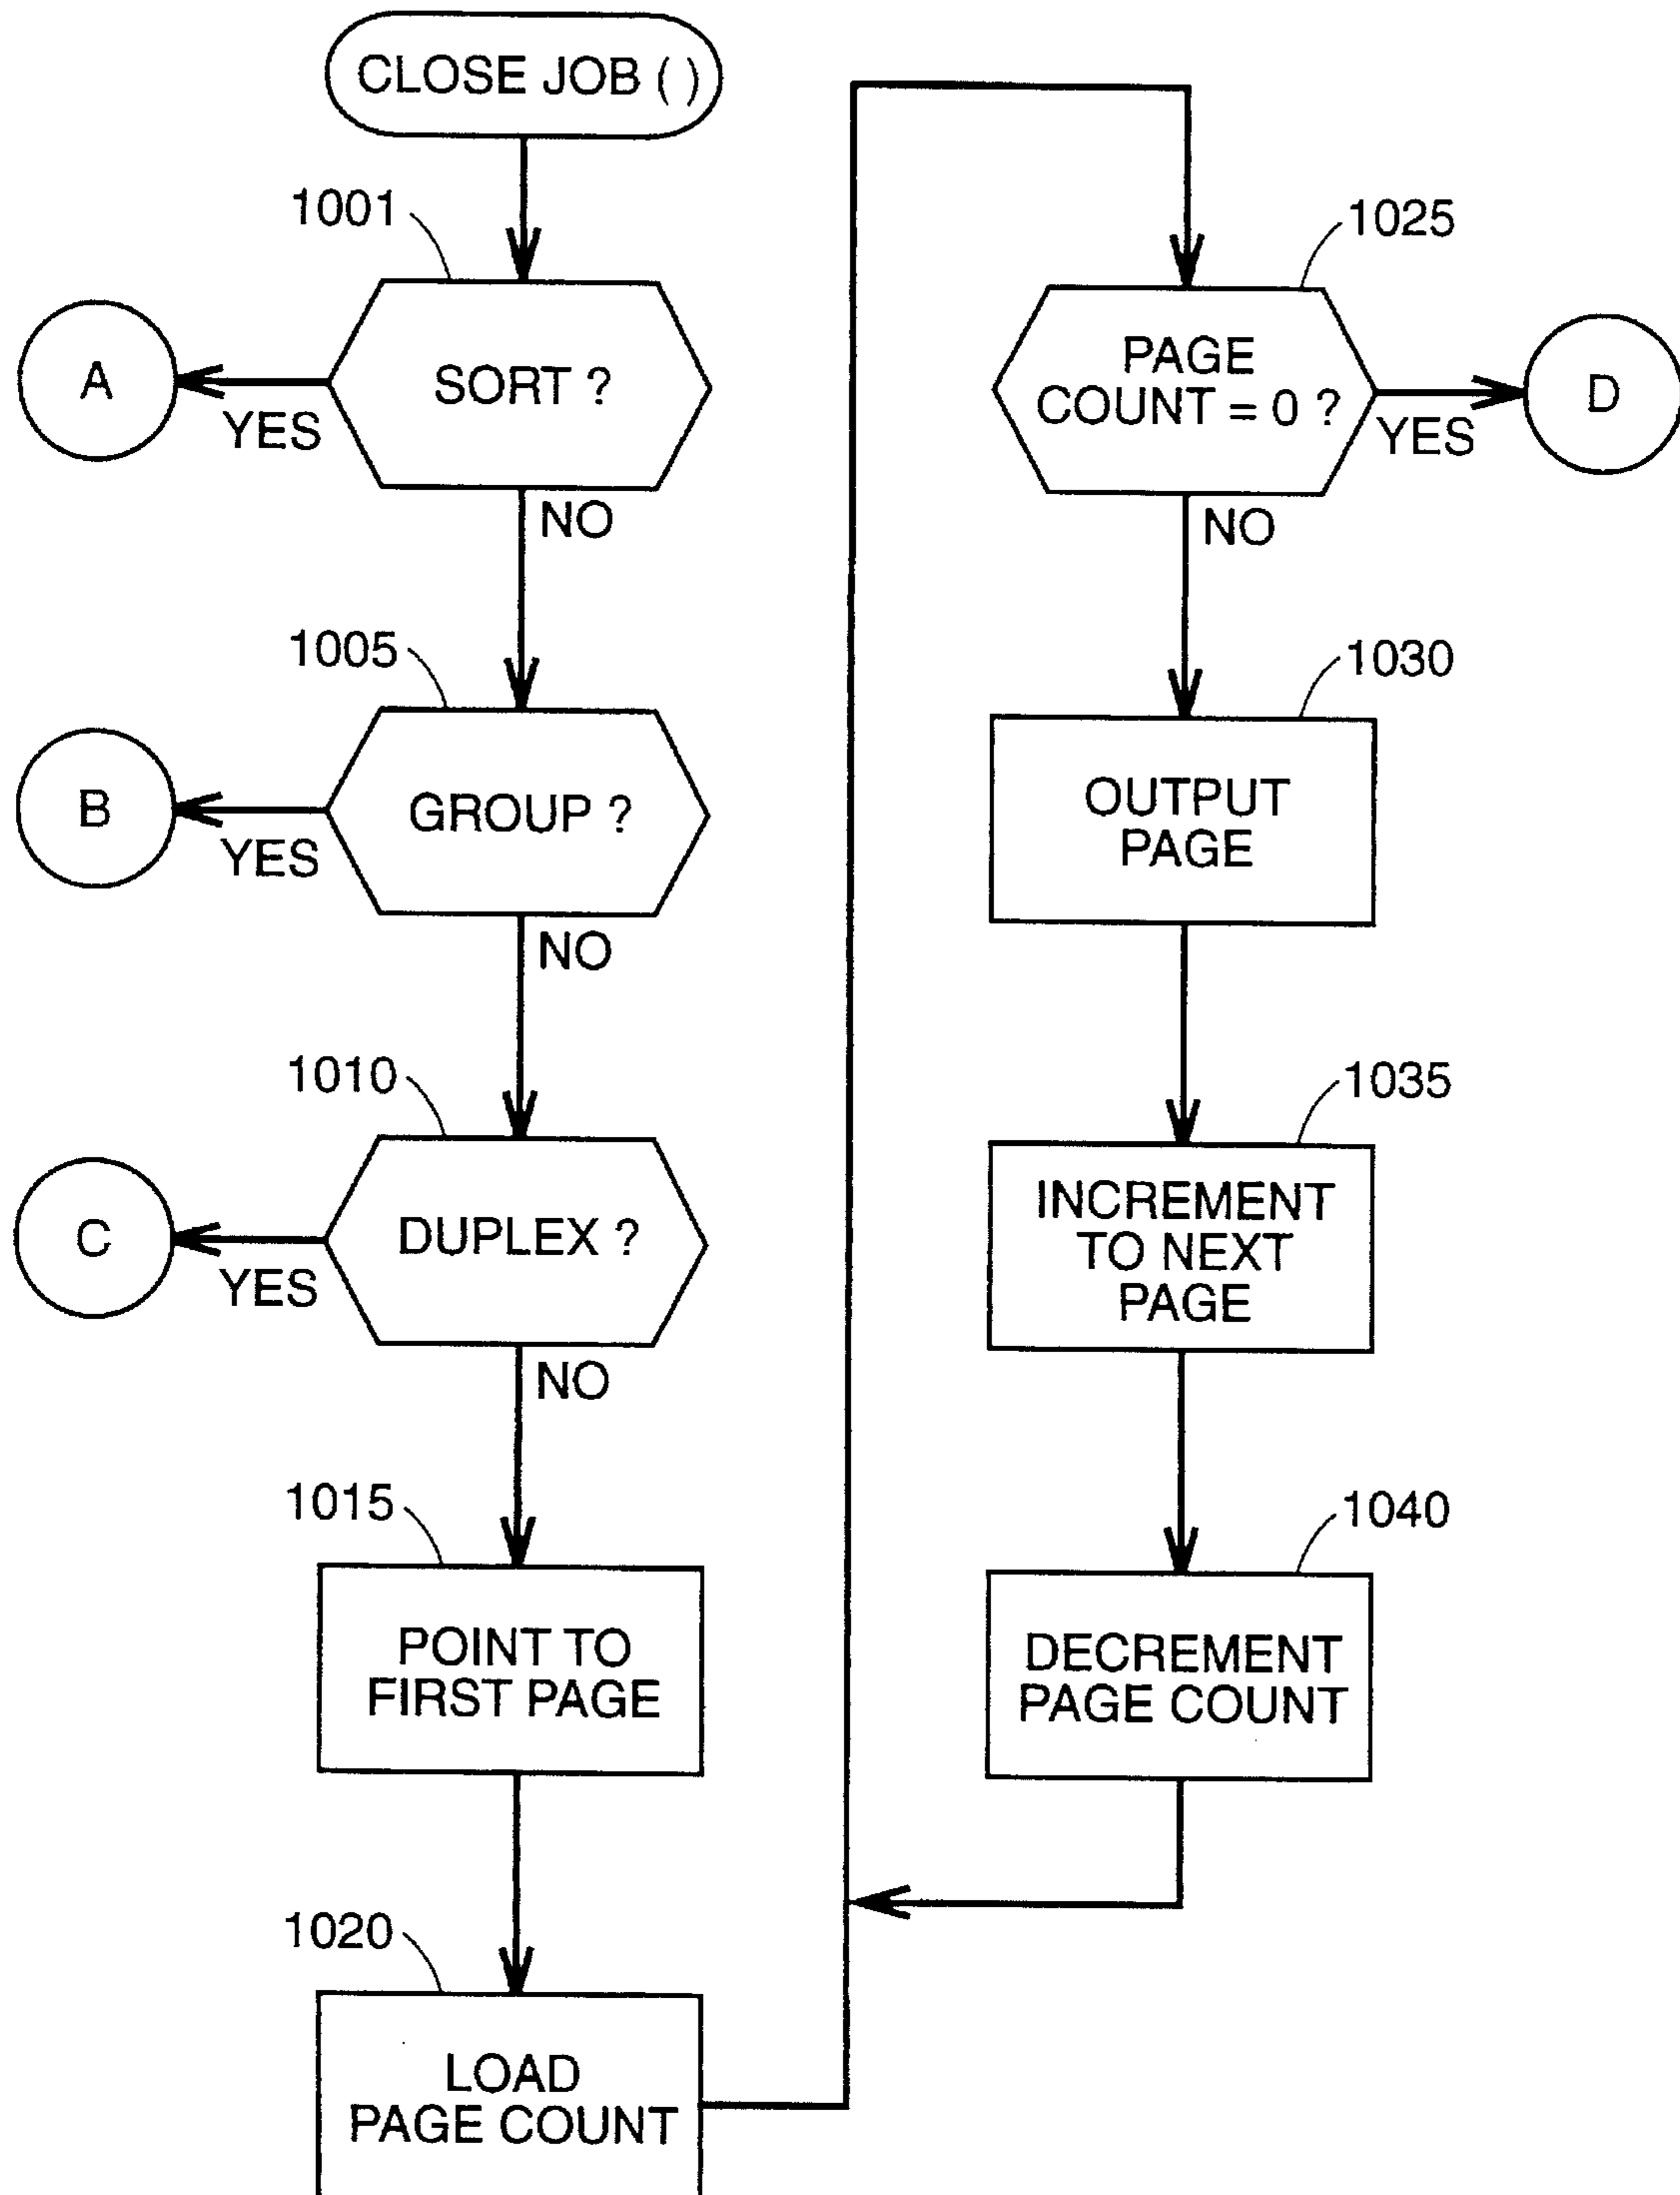 CLOSE JOB ( )
1001
SORT ?
A
YES
NO
1005
GROUP ?
B
YES
NO
1010
DUPLEX ?
C
YES
NO
1015
POINT TO
FIRST PAGE
1020
LOAD
PAGE COUNT
1025
PAGE
COUNT = 0 ?
D
YES
NO
1030
OUTPUT
PAGE
1035
INCREMENT
TO NEXT
PAGE
1040
DECREMENT
PAGE COUNT